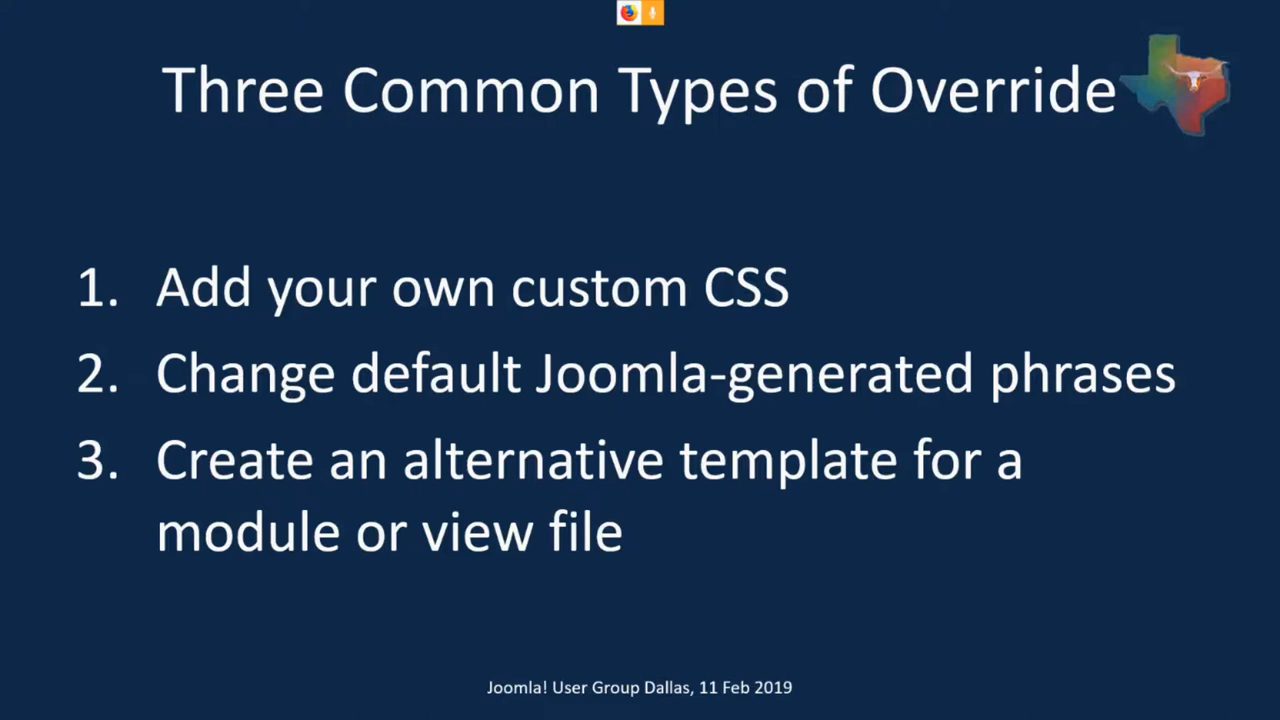 Three Common Types of Override
1. Add your own custom CSS
2. Change default Joomla-generated phrases
3. Create an alternative template for a
module or view file
Joomla! User Group Dallas, 11 Feb 2019